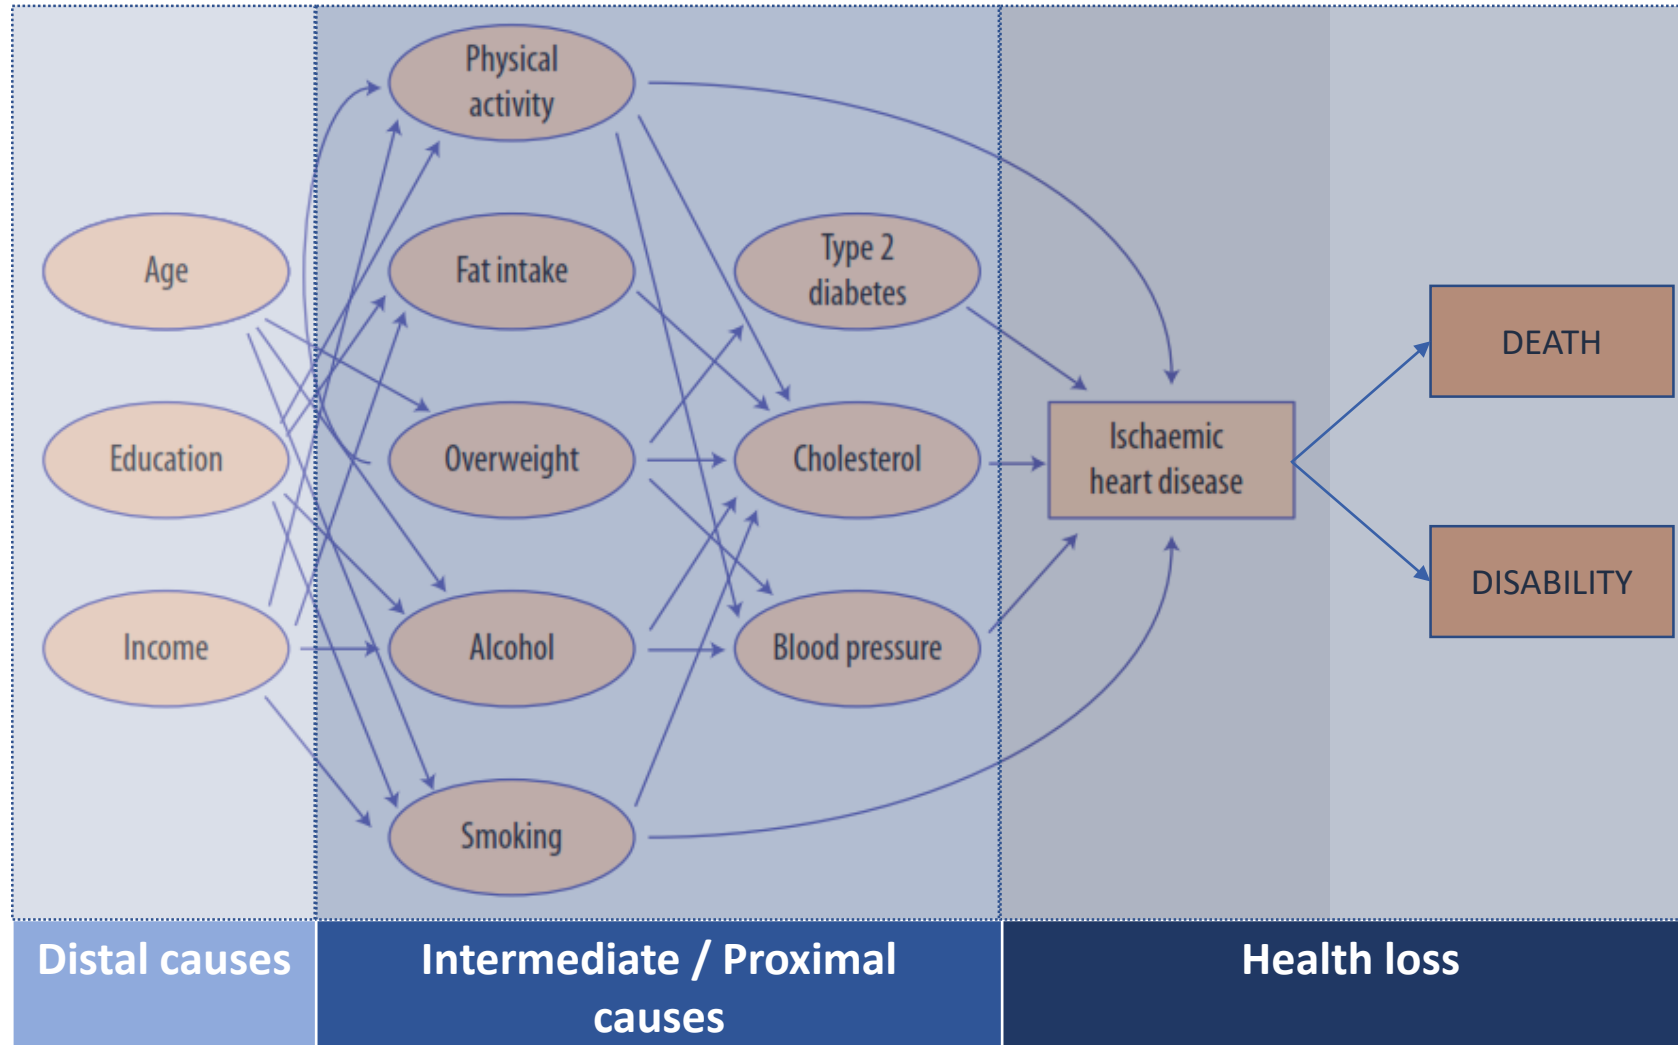 Physical
activity
Age
Fat intake
Type 2
diabetes
DEATH
Education
Overweight
Cholesterol
Ischaemic
heart disease
DISABILITY
Income
Alcohol
Blood pressure
Smoking
Distal causes
Intermediate / Proximal
causes
Health loss